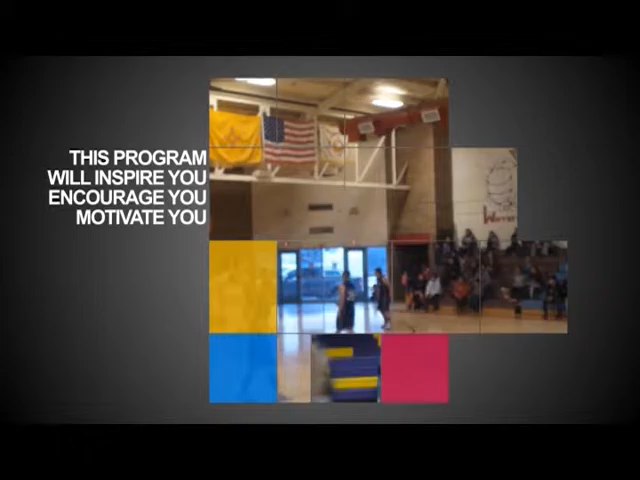 THIS PROGRAM
WILL INSPIRE YOU
ENCOURAGE YOU
MOTIVATE YOU